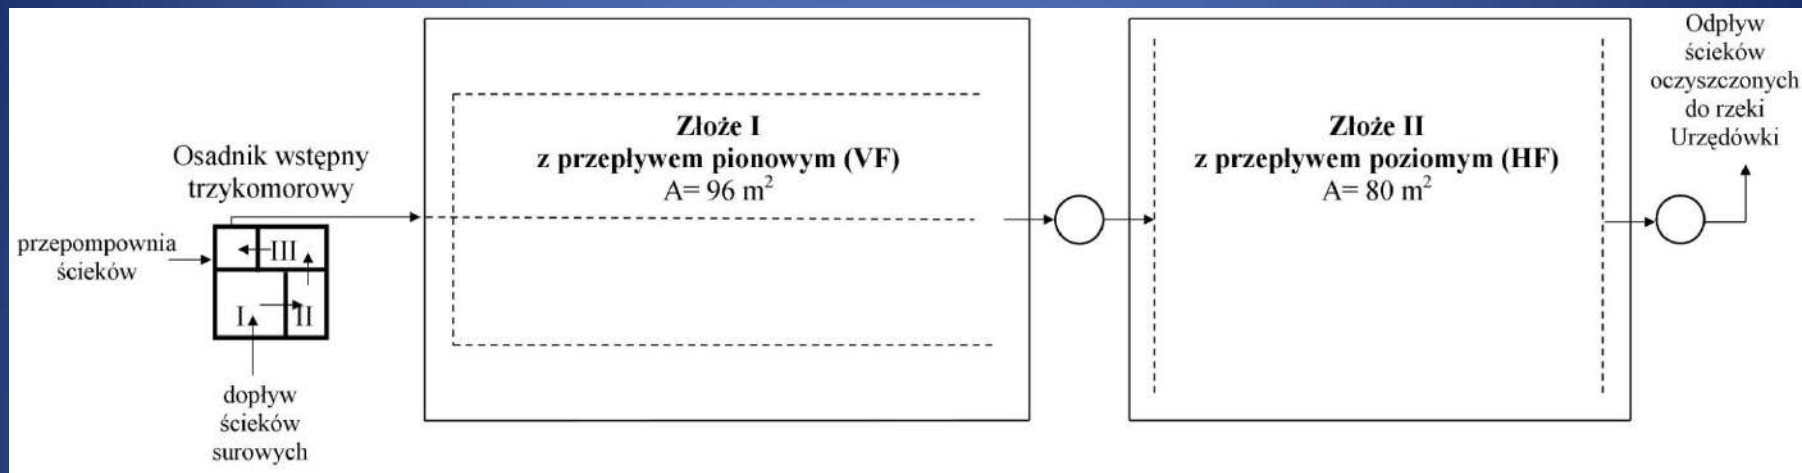 Osadnik wstępny
trzykomorowy
przepompownia
ścieków
III
I
II
dopływ
ścieków
surowych
Złoże I
z przepływem pionowym (VF)
A= 96 m²
Złoże II
z przepływem poziomym (HF)
A= 80 m²
Odpływ
ścieków
oczyszczonych
do rzeki
Urzędówki